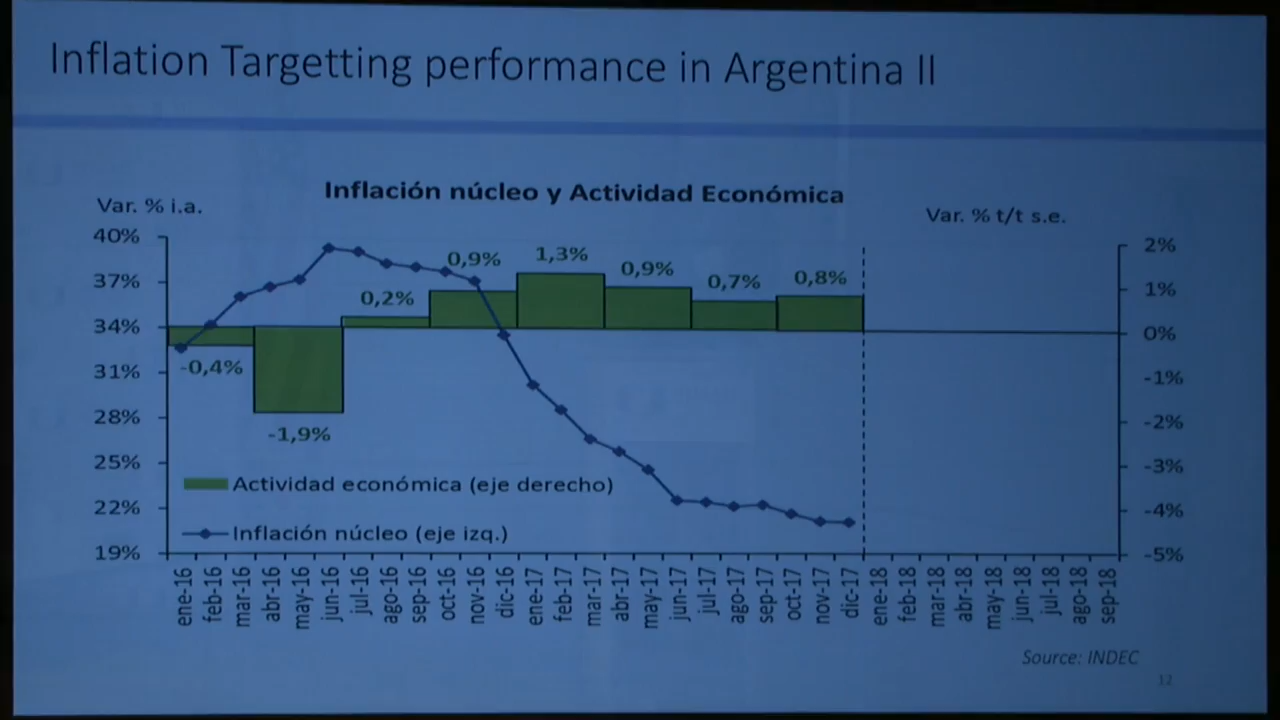 Inflation Targetting performance in Argentina II
Inflación núcleo y Actividad Económica
Var. % i.a.
Var. % t/t s.e.
40%
37%
34%
31%
28%
25%
22%
19%
2%
1%
0%
-1%
-2%
-3%
-4%
-5%
-0,4%
-1,9%
0,2%
0,9%
1,3%
0,9%
0,7%
0,8%
Actividad económica (eje derecho)
Inflación núcleo (eje izq.)
ene-16
feb-16
mar-16
abr-16
may-16
jun-16
jul-16
ago-16
sep-16
oct-16
nov-16
dic-16
ene-17
feb-17
mar-17
abr-17
may-17
jun-17
jul-17
ago-17
sep-17
oct-17
nov-17
dic-17
ene-18
feb-18
mar-18
abr-18
may-18
jun-18
jul-18
ago-18
sep-18
Source: INDEC
12